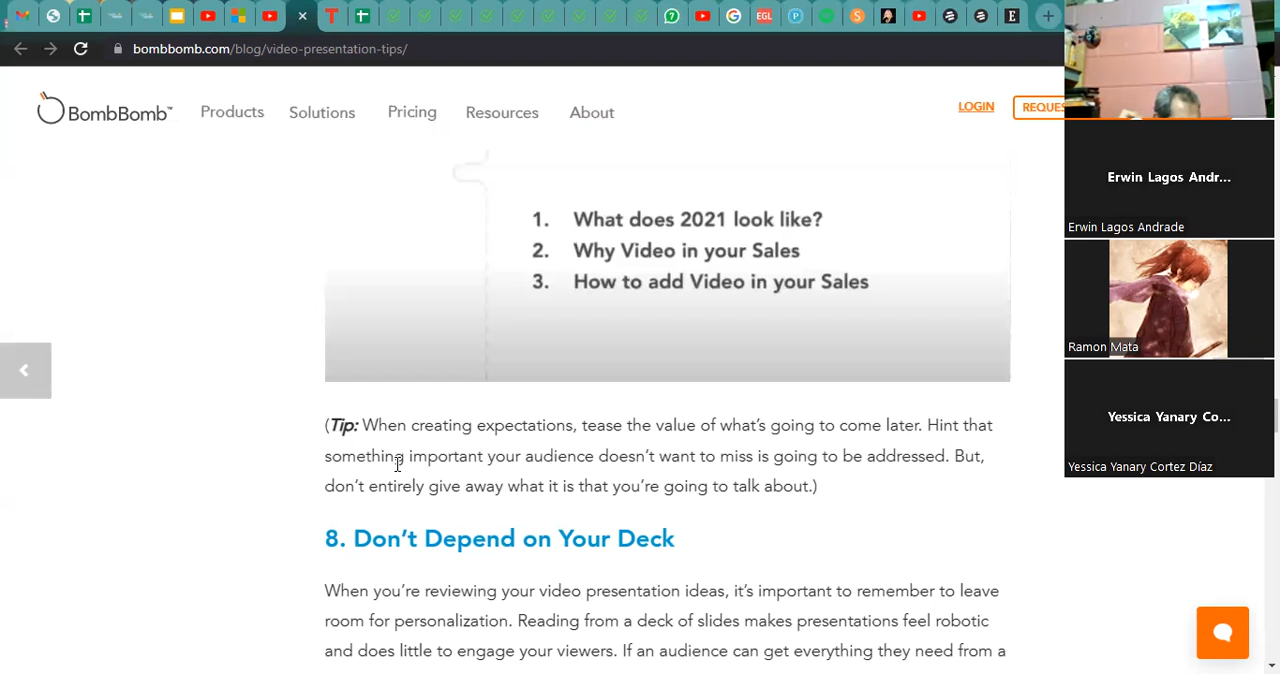 bombbomb.com/blog/video-presentation-tips/
BombBomb™
Products
Solutions
Pricing
Resources
About
LOGIN
REQUE
1. What does 2021 look like?
2. Why Video in your Sales
3. How to add Video in your Sales
(Tip: When creating expectations, tease the value of what's going to come later. Hint that
something important your audience doesn't want to miss is going to be addressed. But,
don't entirely give away what it is that you're going to talk about.)
8. Don't Depend on Your Deck
When you're reviewing your video presentation ideas, it's important to remember to leave
room for personalization. Reading from a deck of slides makes presentations feel robotic
and does little to engage your viewers. If an audience can get everything they need from a
Erwin Lagos Andr...
Erwin Lagos Andrade
Ramon Mata
Yessica Yanary Co...
Yessica Yanary Cortez Díaz
EGL